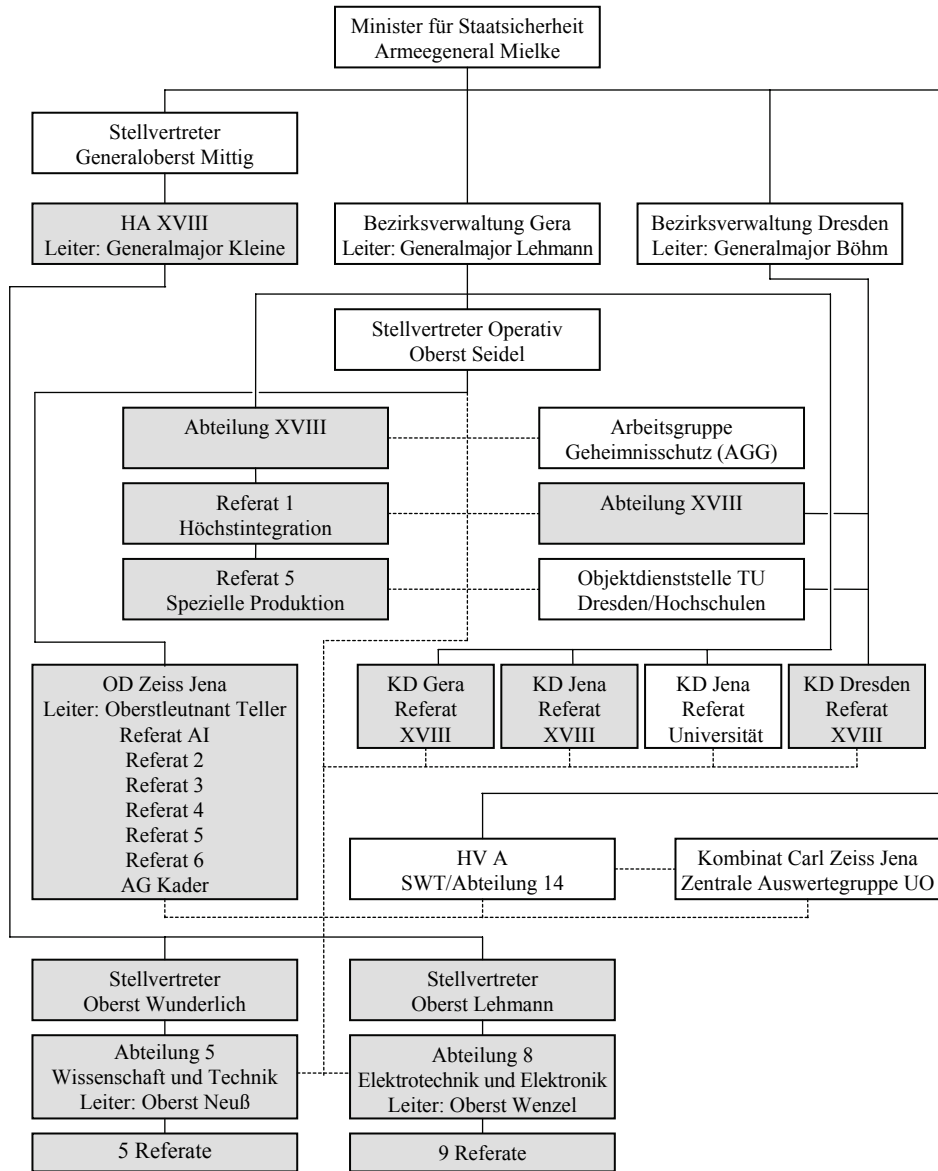 Minister für Staatsicherheit
Armeegeneral Mielke
Stellvertreter
Generaloberst Mittig
HA XVIII
Leiter: Generalmajor Kleine
Bezirksverwaltung Gera
Leiter: Generalmajor Lehmann
Bezirksverwaltung Dresden
Leiter: Generalmajor Böhm
Stellvertreter Operativ
Oberst Seidel
Abteilung XVIII
Arbeitsgruppe
Geheimnisschutz (AGG)
Referat 1
Höchstintegration
Abteilung XVIII
Referat 5
Spezielle Produktion
Objektdienststelle TU
Dresden/Hochschulen
OD Zeiss Jena
Leiter: Oberstleutnant Teller
Referat AI
Referat 2
Referat 3
Referat 4
Referat 5
Referat 6
AG Kader
KD Gera
Referat
XVIII
KD Jena
Referat
XVIII
KD Jena
Referat
Universität
KD Dresden
Referat
XVIII
HV A
SWT/Abteilung 14
Kombinat Carl Zeiss Jena
Zentrale Auswertegruppe UO
Stellvertreter
Oberst Wunderlich
Stellvertreter
Oberst Lehmann
Abteilung 5
Wissenschaft und Technik
Leiter: Oberst Neuß
Abteilung 8
Elektrotechnik und Elektronik
Leiter: Oberst Wenzel
5 Referate
9 Referate